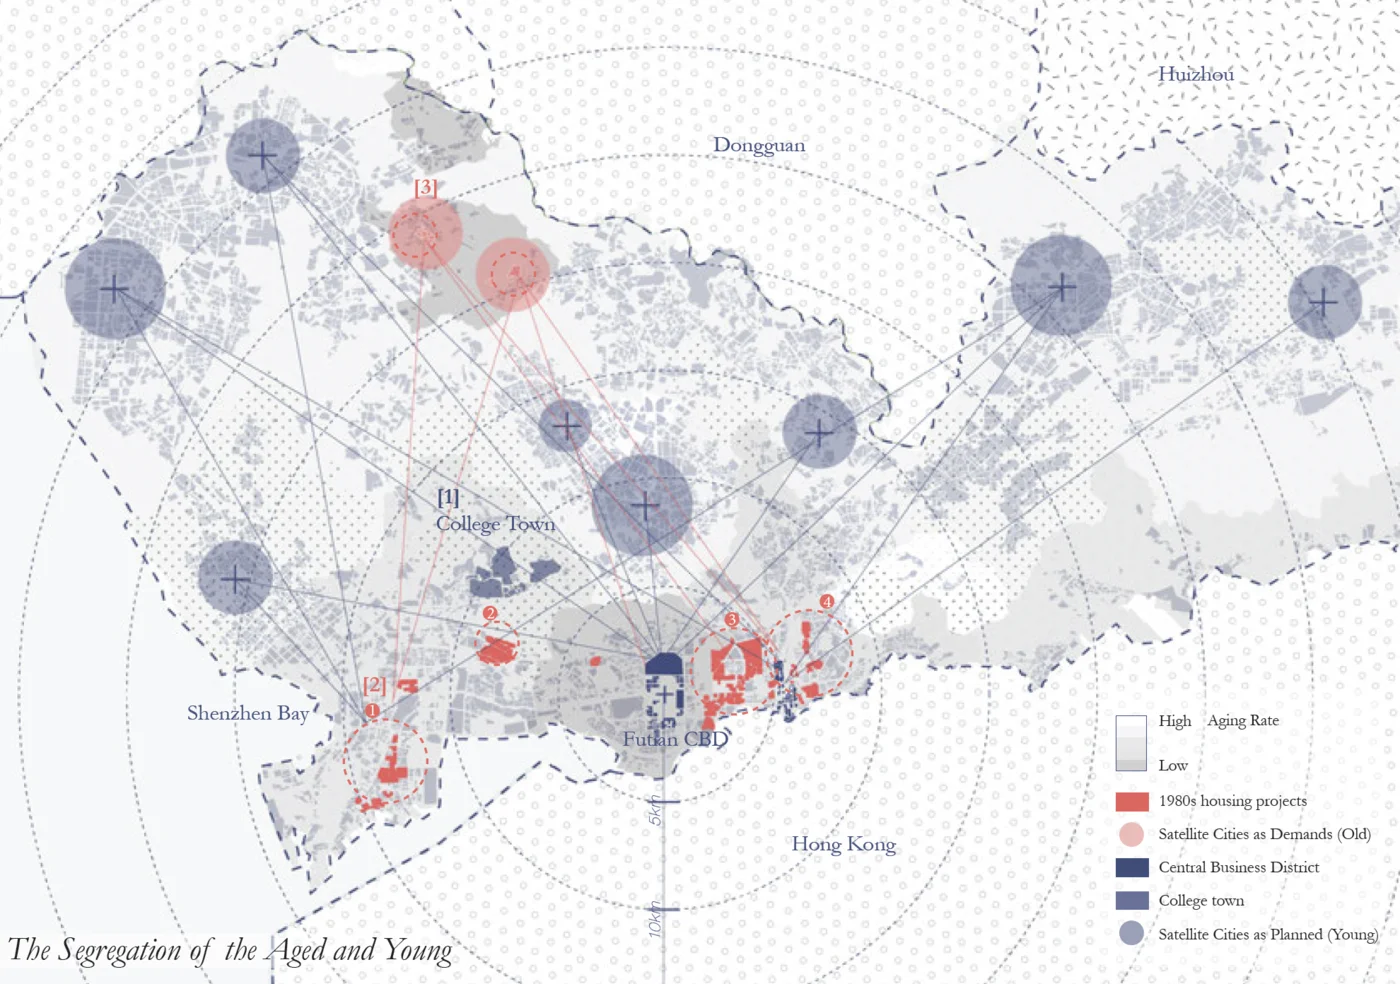 Huizhou
Dongguan
[3]
[1]
College Town
2
3
4
[2]
1
Shenzhen Bay
Futian CBD
5km
10km
Hong Kong
High Aging Rate
Low
1980s housing projects
Satellite Cities as Demands (Old)
Central Business District
College town
Satellite Cities as Planned (Young)
The Segregation of the Aged and Young